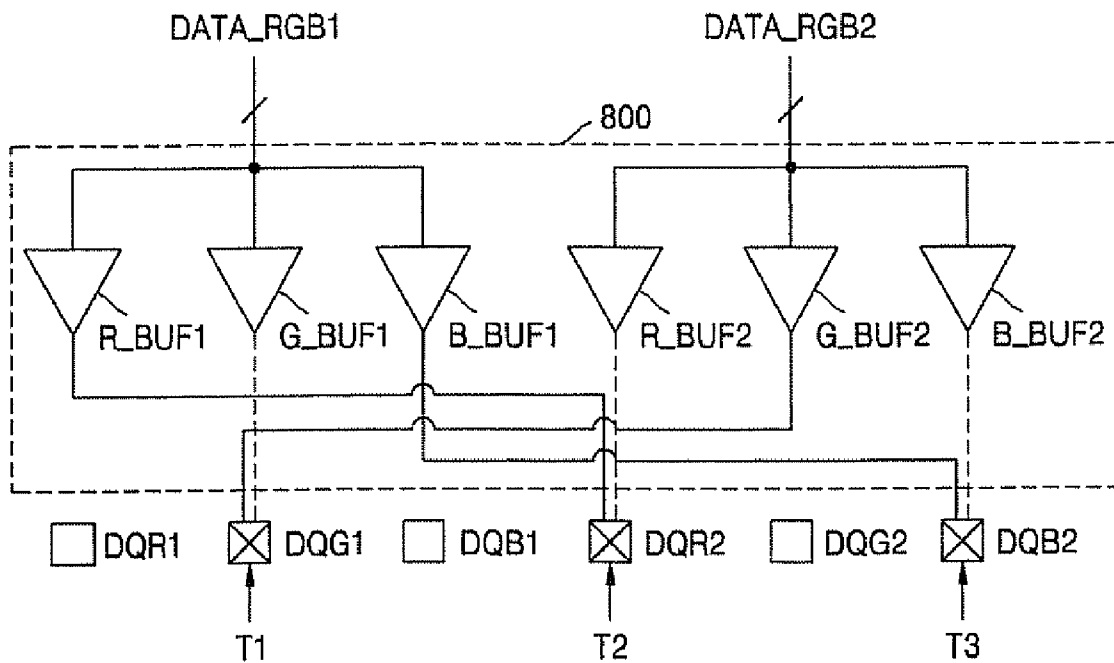 DATA_RGB1 DATA_RGB2
800
R_BUF1 G_BUF1 B_BUF1 R_BUF2 G_BUF2 B_BUF2
DQR1 DQG1 DQB1 DQR2 DQG2 DQB2
T1 T2 T3